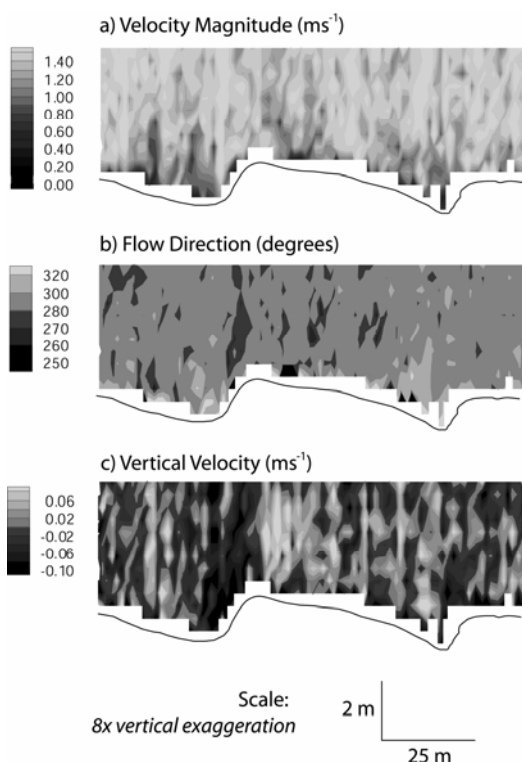 a) Velocity Magnitude (ms⁻¹)
1.40
1.00
0.80
0.60
0.40
0.20
0.00
b) Flow Direction (degrees)
320
300
280
270
260
250
c) Vertical Velocity (ms⁻¹)
0.06
0.02
-0.02
-0.06
-0.10
Scale:
8x vertical exaggeration
2 m
25 m